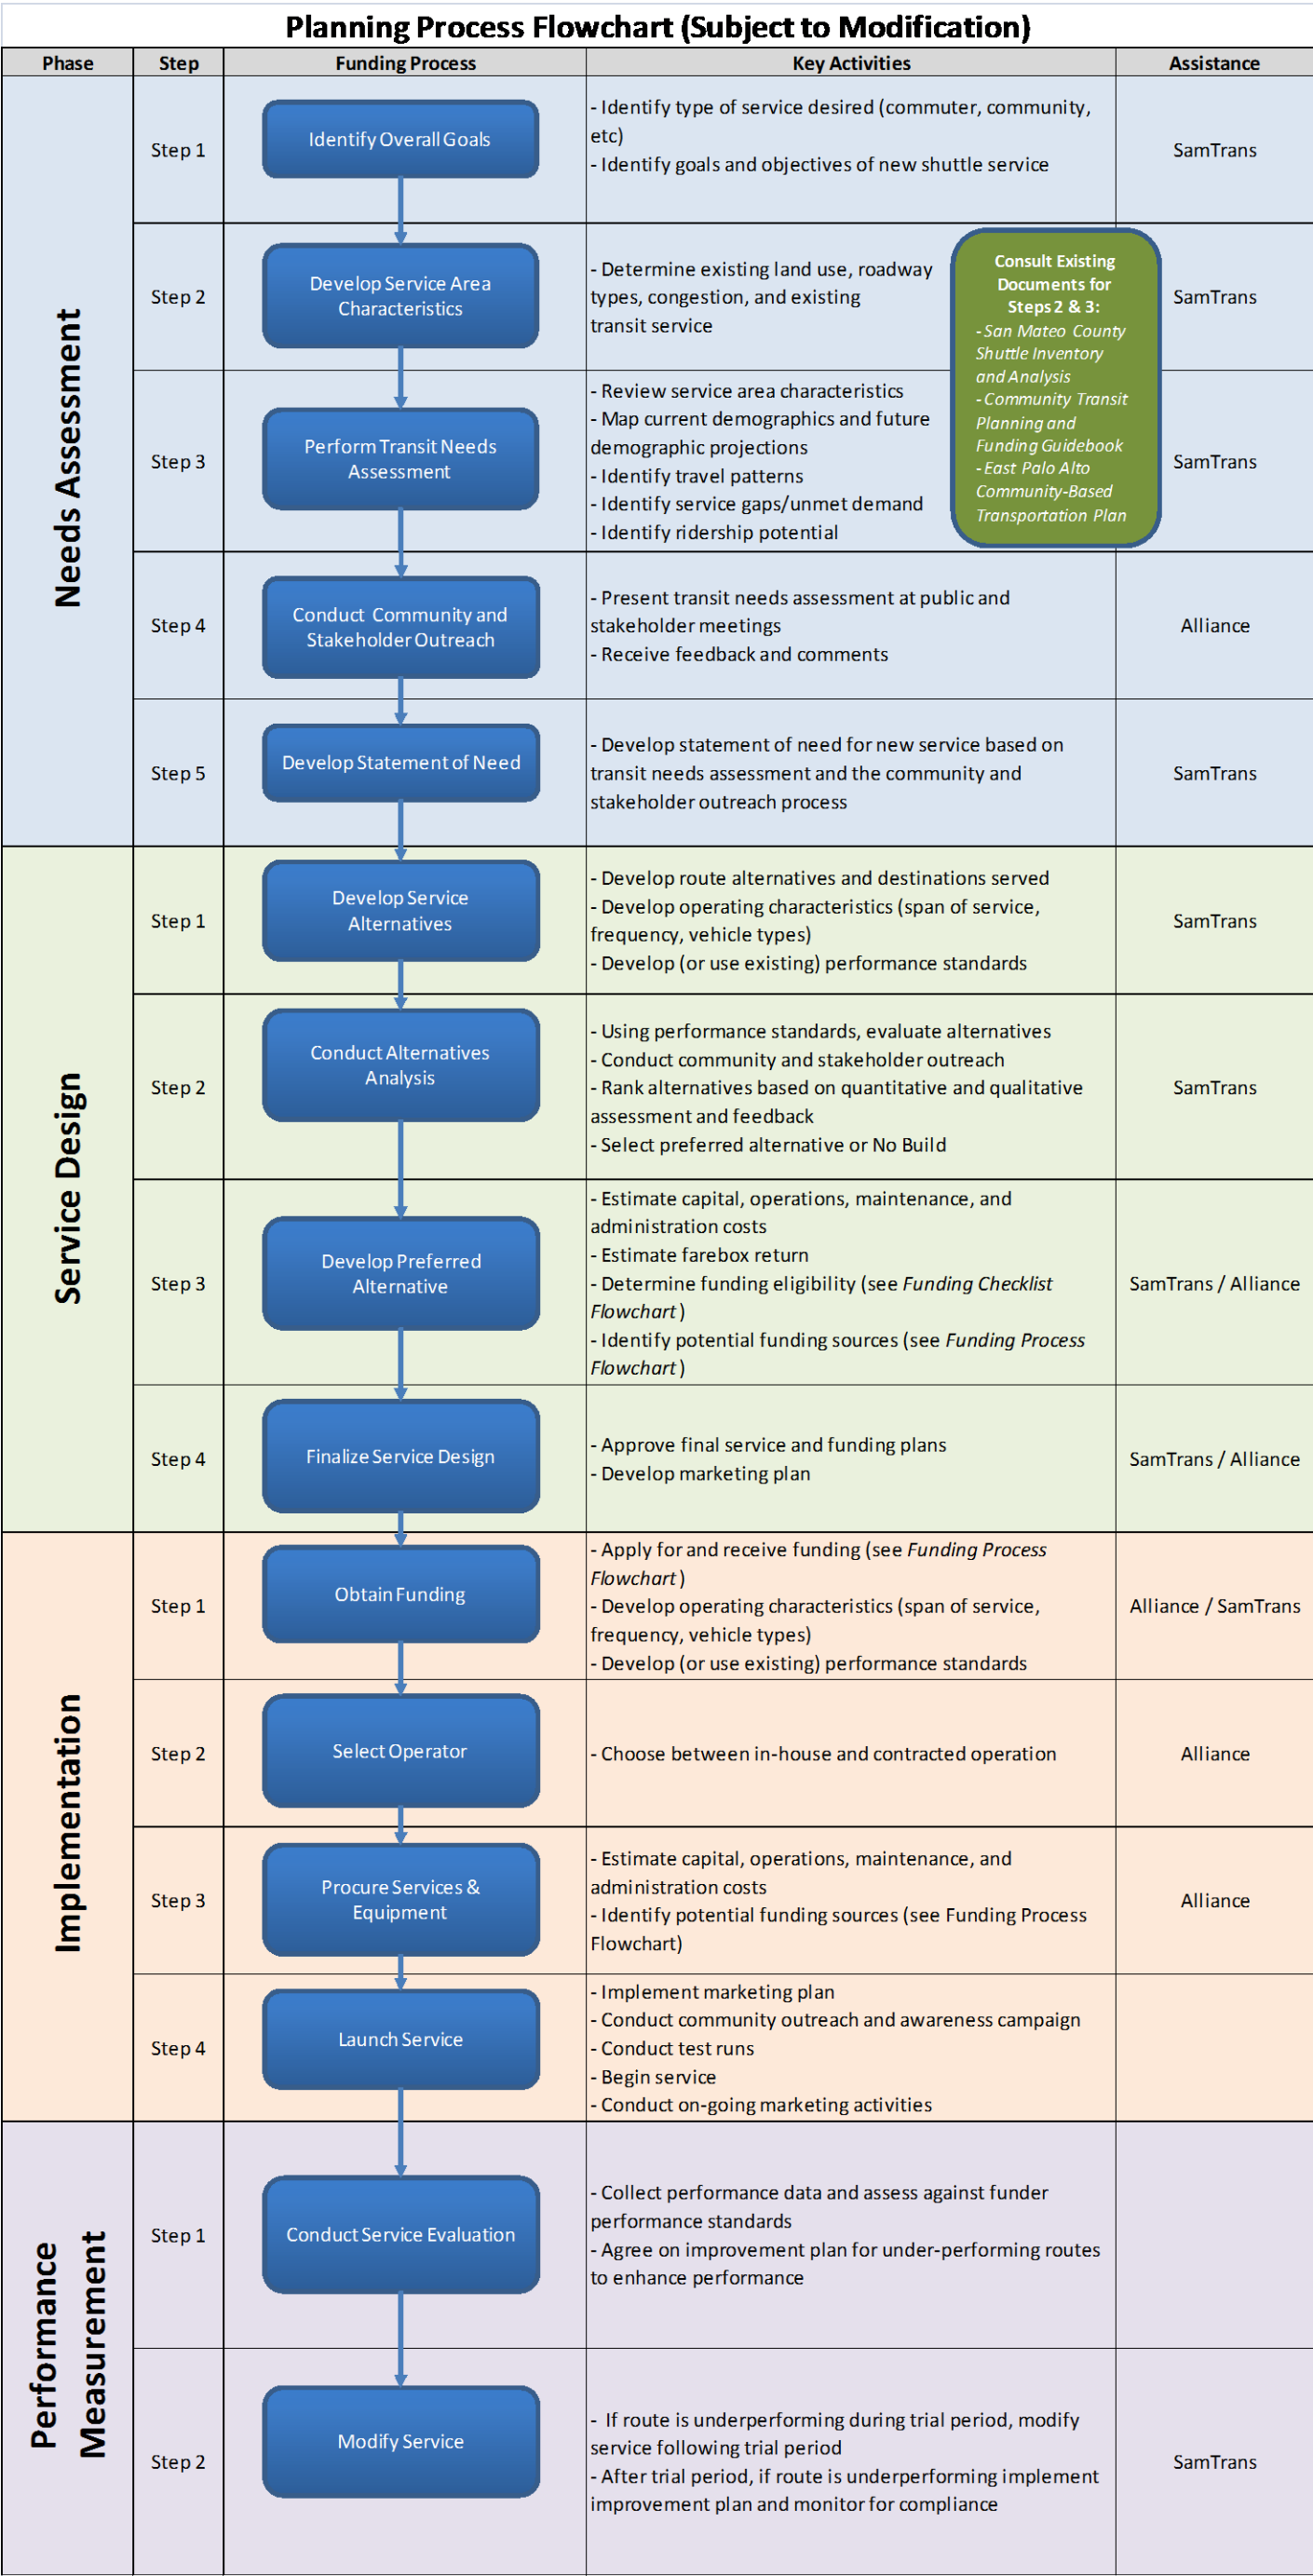 Planning Process Flowchart (Subject to Modification)
Phase
Step
Funding Process
Key Activities
Assistance
Needs Assessment
Step 1
Identify Overall Goals
- Identify type of service desired (commuter, community,
etc)
- Identify goals and objectives of new shuttle service
SamTrans
Step 2
Develop Service Area
Characteristics
- Determine existing land use, roadway
types, congestion, and existing
transit service
SamTrans
Consult Existing
Documents for
Steps 2 & 3:
- San Mateo County
Shuttle Inventory
and Analysis
- Community Transit
Planning and
Funding Guidebook
- East Palo Alto
Community-Based
Transportation Plan
Step 3
Perform Transit Needs
Assessment
- Review service area characteristics
- Map current demographics and future
demographic projections
- Identify travel patterns
- Identify service gaps/unmet demand
- Identify ridership potential
SamTrans
Step 4
Conduct Community and
Stakeholder Outreach
- Present transit needs assessment at public and
stakeholder meetings
- Receive feedback and comments
Alliance
Step 5
Develop Statement of Need
- Develop statement of need for new service based on
transit needs assessment and the community and
stakeholder outreach process
SamTrans
Service Design
Step 1
Develop Service
Alternatives
- Develop route alternatives and destinations served
- Develop operating characteristics (span of service,
frequency, vehicle types)
- Develop (or use existing) performance standards
SamTrans
Step 2
Conduct Alternatives
Analysis
- Using performance standards, evaluate alternatives
- Conduct community and stakeholder outreach
- Rank alternatives based on quantitative and qualitative
assessment and feedback
- Select preferred alternative or No Build
SamTrans
Step 3
Develop Preferred
Alternative
- Estimate capital, operations, maintenance, and
administration costs
- Estimate farebox return
- Determine funding eligibility (see Funding Checklist
Flowchart)
- Identify potential funding sources (see Funding Process
Flowchart)
SamTrans / Alliance
Step 4
Finalize Service Design
- Approve final service and funding plans
- Develop marketing plan
SamTrans / Alliance
Implementation
Step 1
Obtain Funding
- Apply for and receive funding (see Funding Process
Flowchart)
- Develop operating characteristics (span of service,
frequency, vehicle types)
- Develop (or use existing) performance standards
Alliance / SamTrans
Step 2
Select Operator
- Choose between in-house and contracted operation
Alliance
Step 3
Procure Services &
Equipment
- Estimate capital, operations, maintenance, and
administration costs
- Identify potential funding sources (see Funding Process
Flowchart)
Alliance
Step 4
Launch Service
- Implement marketing plan
- Conduct community outreach and awareness campaign
- Conduct test runs
- Begin service
- Conduct on-going marketing activities
Performance
Measurement
Step 1
Conduct Service Evaluation
- Collect performance data and assess against funder
performance standards
- Agree on improvement plan for under-performing routes
to enhance performance
Step 2
Modify Service
- If route is underperforming during trial period, modify
service following trial period
- After trial period, if route is underperforming implement
improvement plan and monitor for compliance
SamTrans